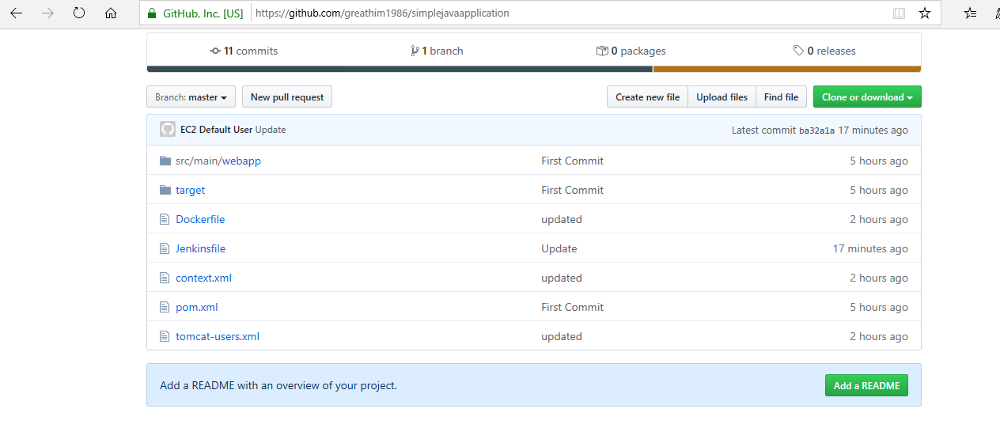 GitHub, Inc. [US] https://github.com/greathim1986/simplejavaapplication
11 commits 1 branch 0 packages 0 releases
Branch: master New pull request Create new file Upload files Find file Clone or download
EC2 Default User Update Latest commit ba32a1a 17 minutes ago
src/main/webapp First Commit 5 hours ago
target First Commit 5 hours ago
Dockerfile updated 2 hours ago
Jenkinsfile Update 17 minutes ago
context.xml updated 2 hours ago
pom.xml First Commit 5 hours ago
tomcat-users.xml updated 2 hours ago
Add a README with an overview of your project. Add a README